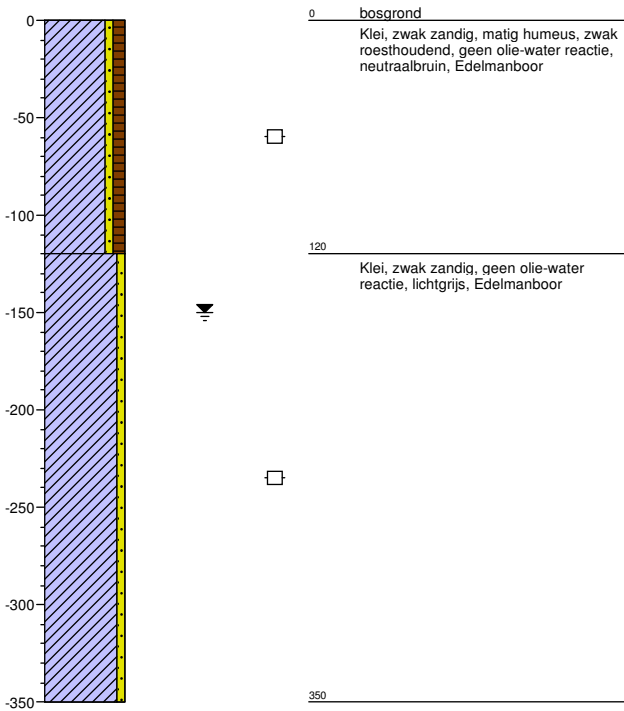 0
-50
-100
-150
-200
-250
-300
-350
0 bosgrond
Klei, zwak zandig, matig humeus, zwak
roesthoudend, geen olie-water reactie,
neutraalbruin, Edelmanboor
120
Klei, zwak zandig, geen olie-water
reactie, lichtgrijs, Edelmanboor
350